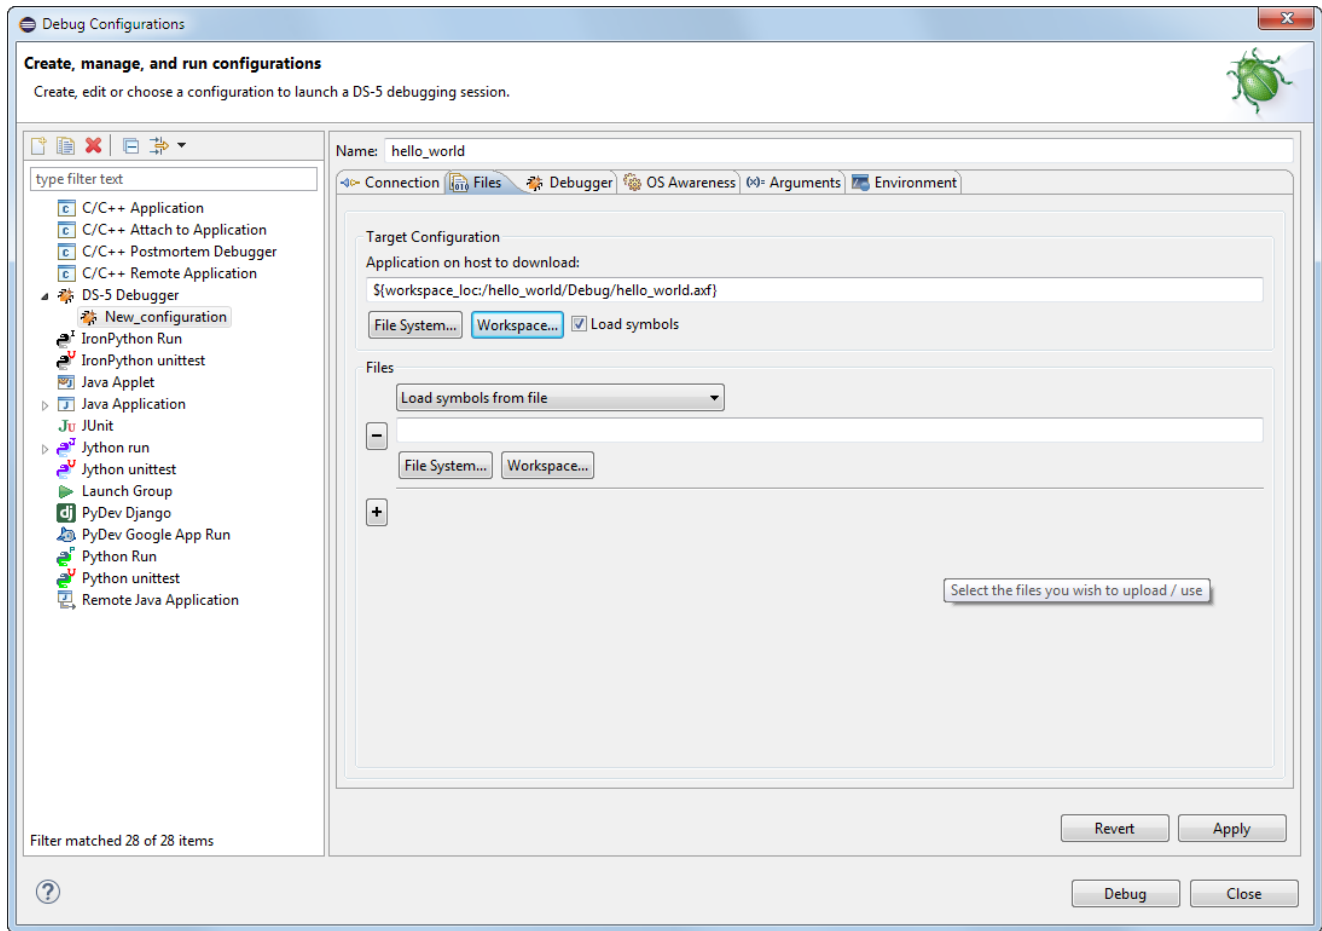 Debug Configurations
Create, manage, and run configurations
Create, edit or choose a configuration to launch a DS-5 debugging session.
type filter text
C/C++ Application
C/C++ Attach to Application
C/C++ Postmortem Debugger
C/C++ Remote Application
DS-5 Debugger
New_configuration
IronPython Run
IronPython unittest
Java Applet
Java Application
JUnit
Jython run
Jython unittest
Launch Group
PyDev Django
PyDev Google App Run
Python Run
Python unittest
Remote Java Application
Filter matched 28 of 28 items
Name: hello_world
Connection Files Debugger OS Awareness Arguments Environment
Target Configuration
Application on host to download:
${workspace_loc:/hello_world/Debug/hello_world.axf}
File System... Workspace... Load symbols
Files
Load symbols from file
File System... Workspace...
Select the files you wish to upload / use
Revert Apply
Debug Close